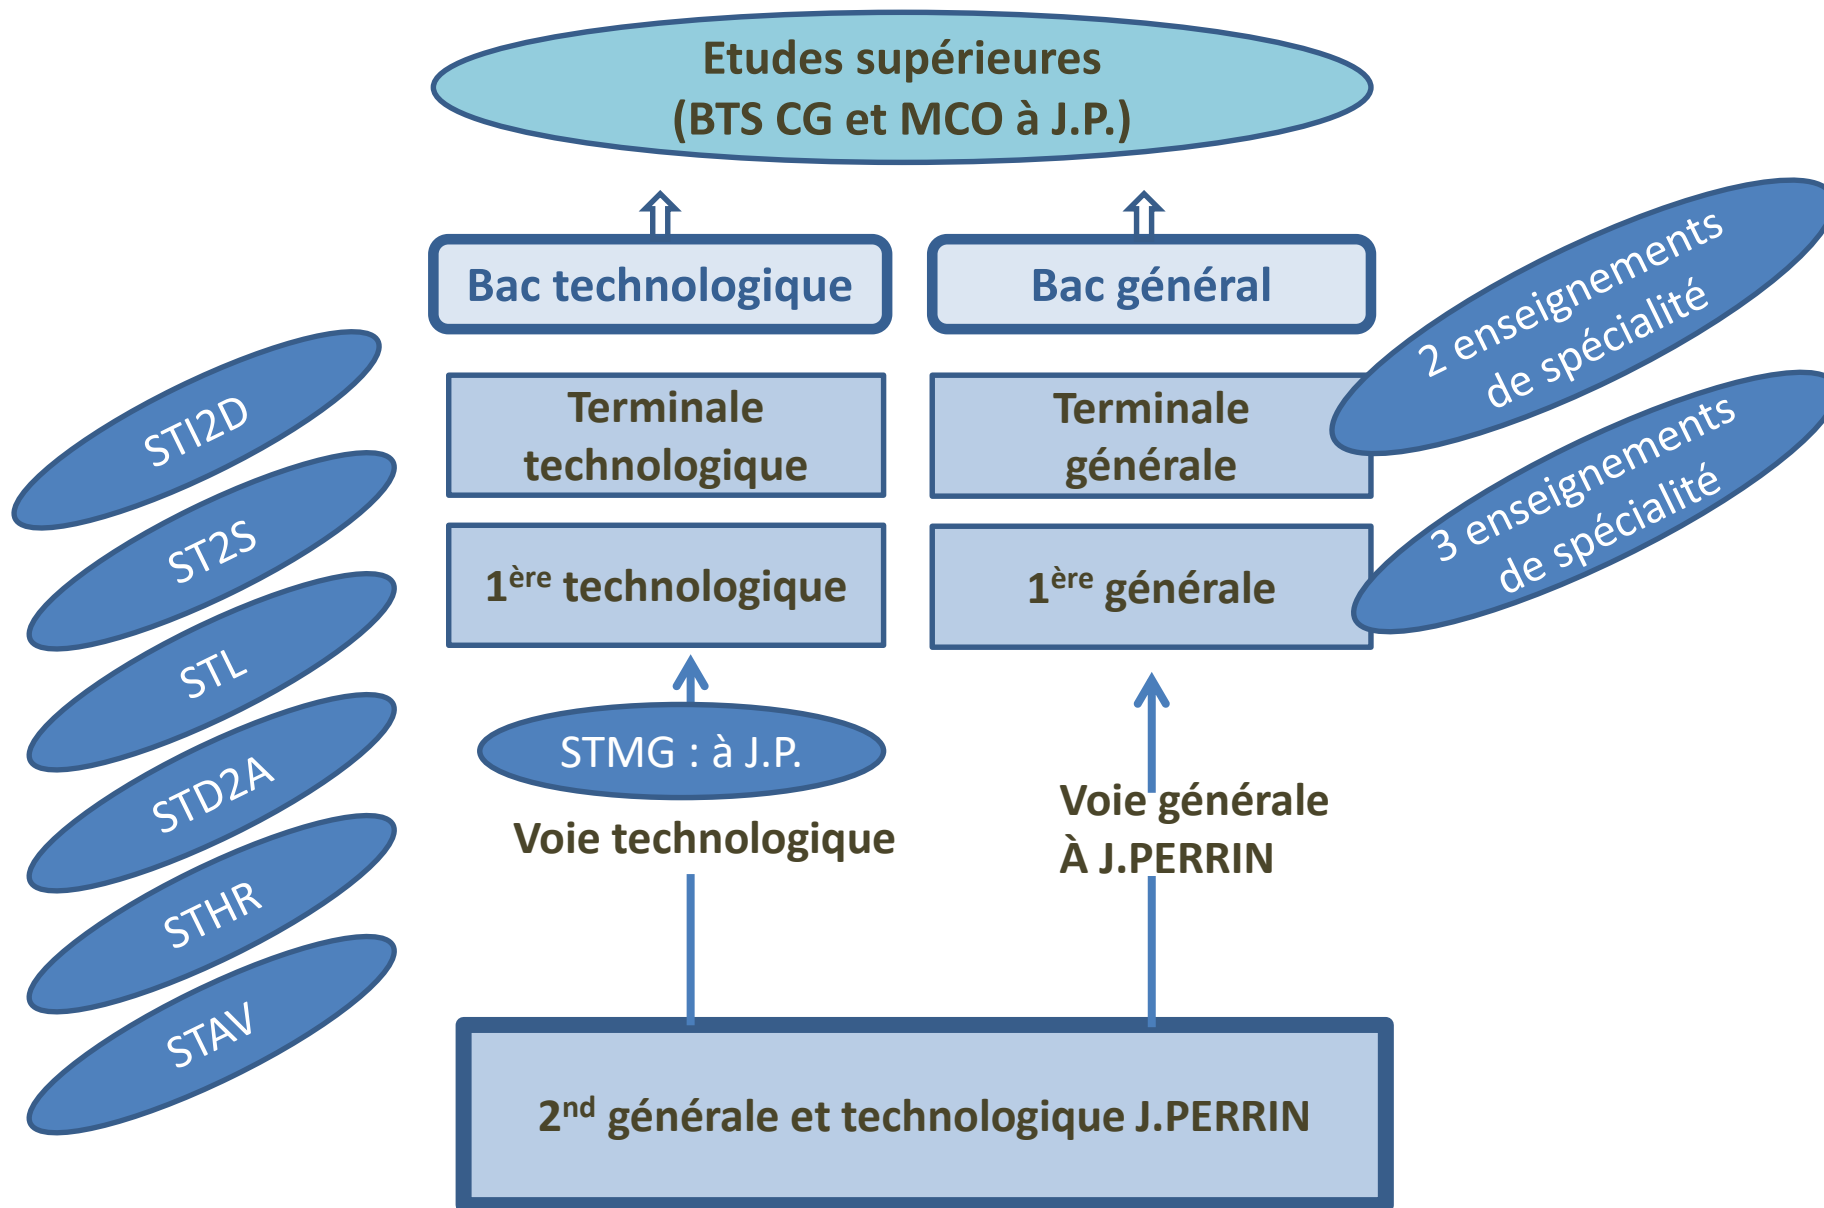 Etudes supérieures
(BTS CG et MCO à J.P.)
Bac technologique
Bac général
2 enseignements
de spécialité
Terminale
technologique
Terminale
générale
3 enseignements
de spécialité
1ère technologique
1ère générale
STI2D
ST2S
STL
STD2A
STHR
STAV
STMG : à J.P.
Voie technologique
Voie générale
À J.PERRIN
2nd générale et technologique J.PERRIN